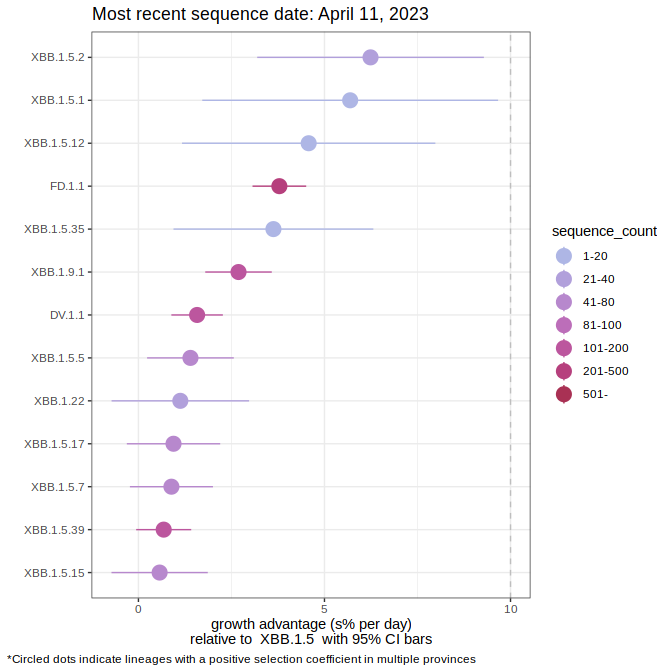 Most recent sequence date: April 11, 2023
XBB.1.5.2
XBB.1.5.1
XBB.1.5.12
FD.1.1
XBB.1.5.35
XBB.1.9.1
DV.1.1
XBB.1.5.5
XBB.1.22
XBB.1.5.17
XBB.1.5.7
XBB.1.5.39
XBB.1.5.15
0 5 10
growth advantage (s% per day)
relative to XBB.1.5 with 95% CI bars
sequence_count
1-20
21-40
41-80
81-100
101-200
201-500
501-
*Circled dots indicate lineages with a positive selection coefficient in multiple provinces